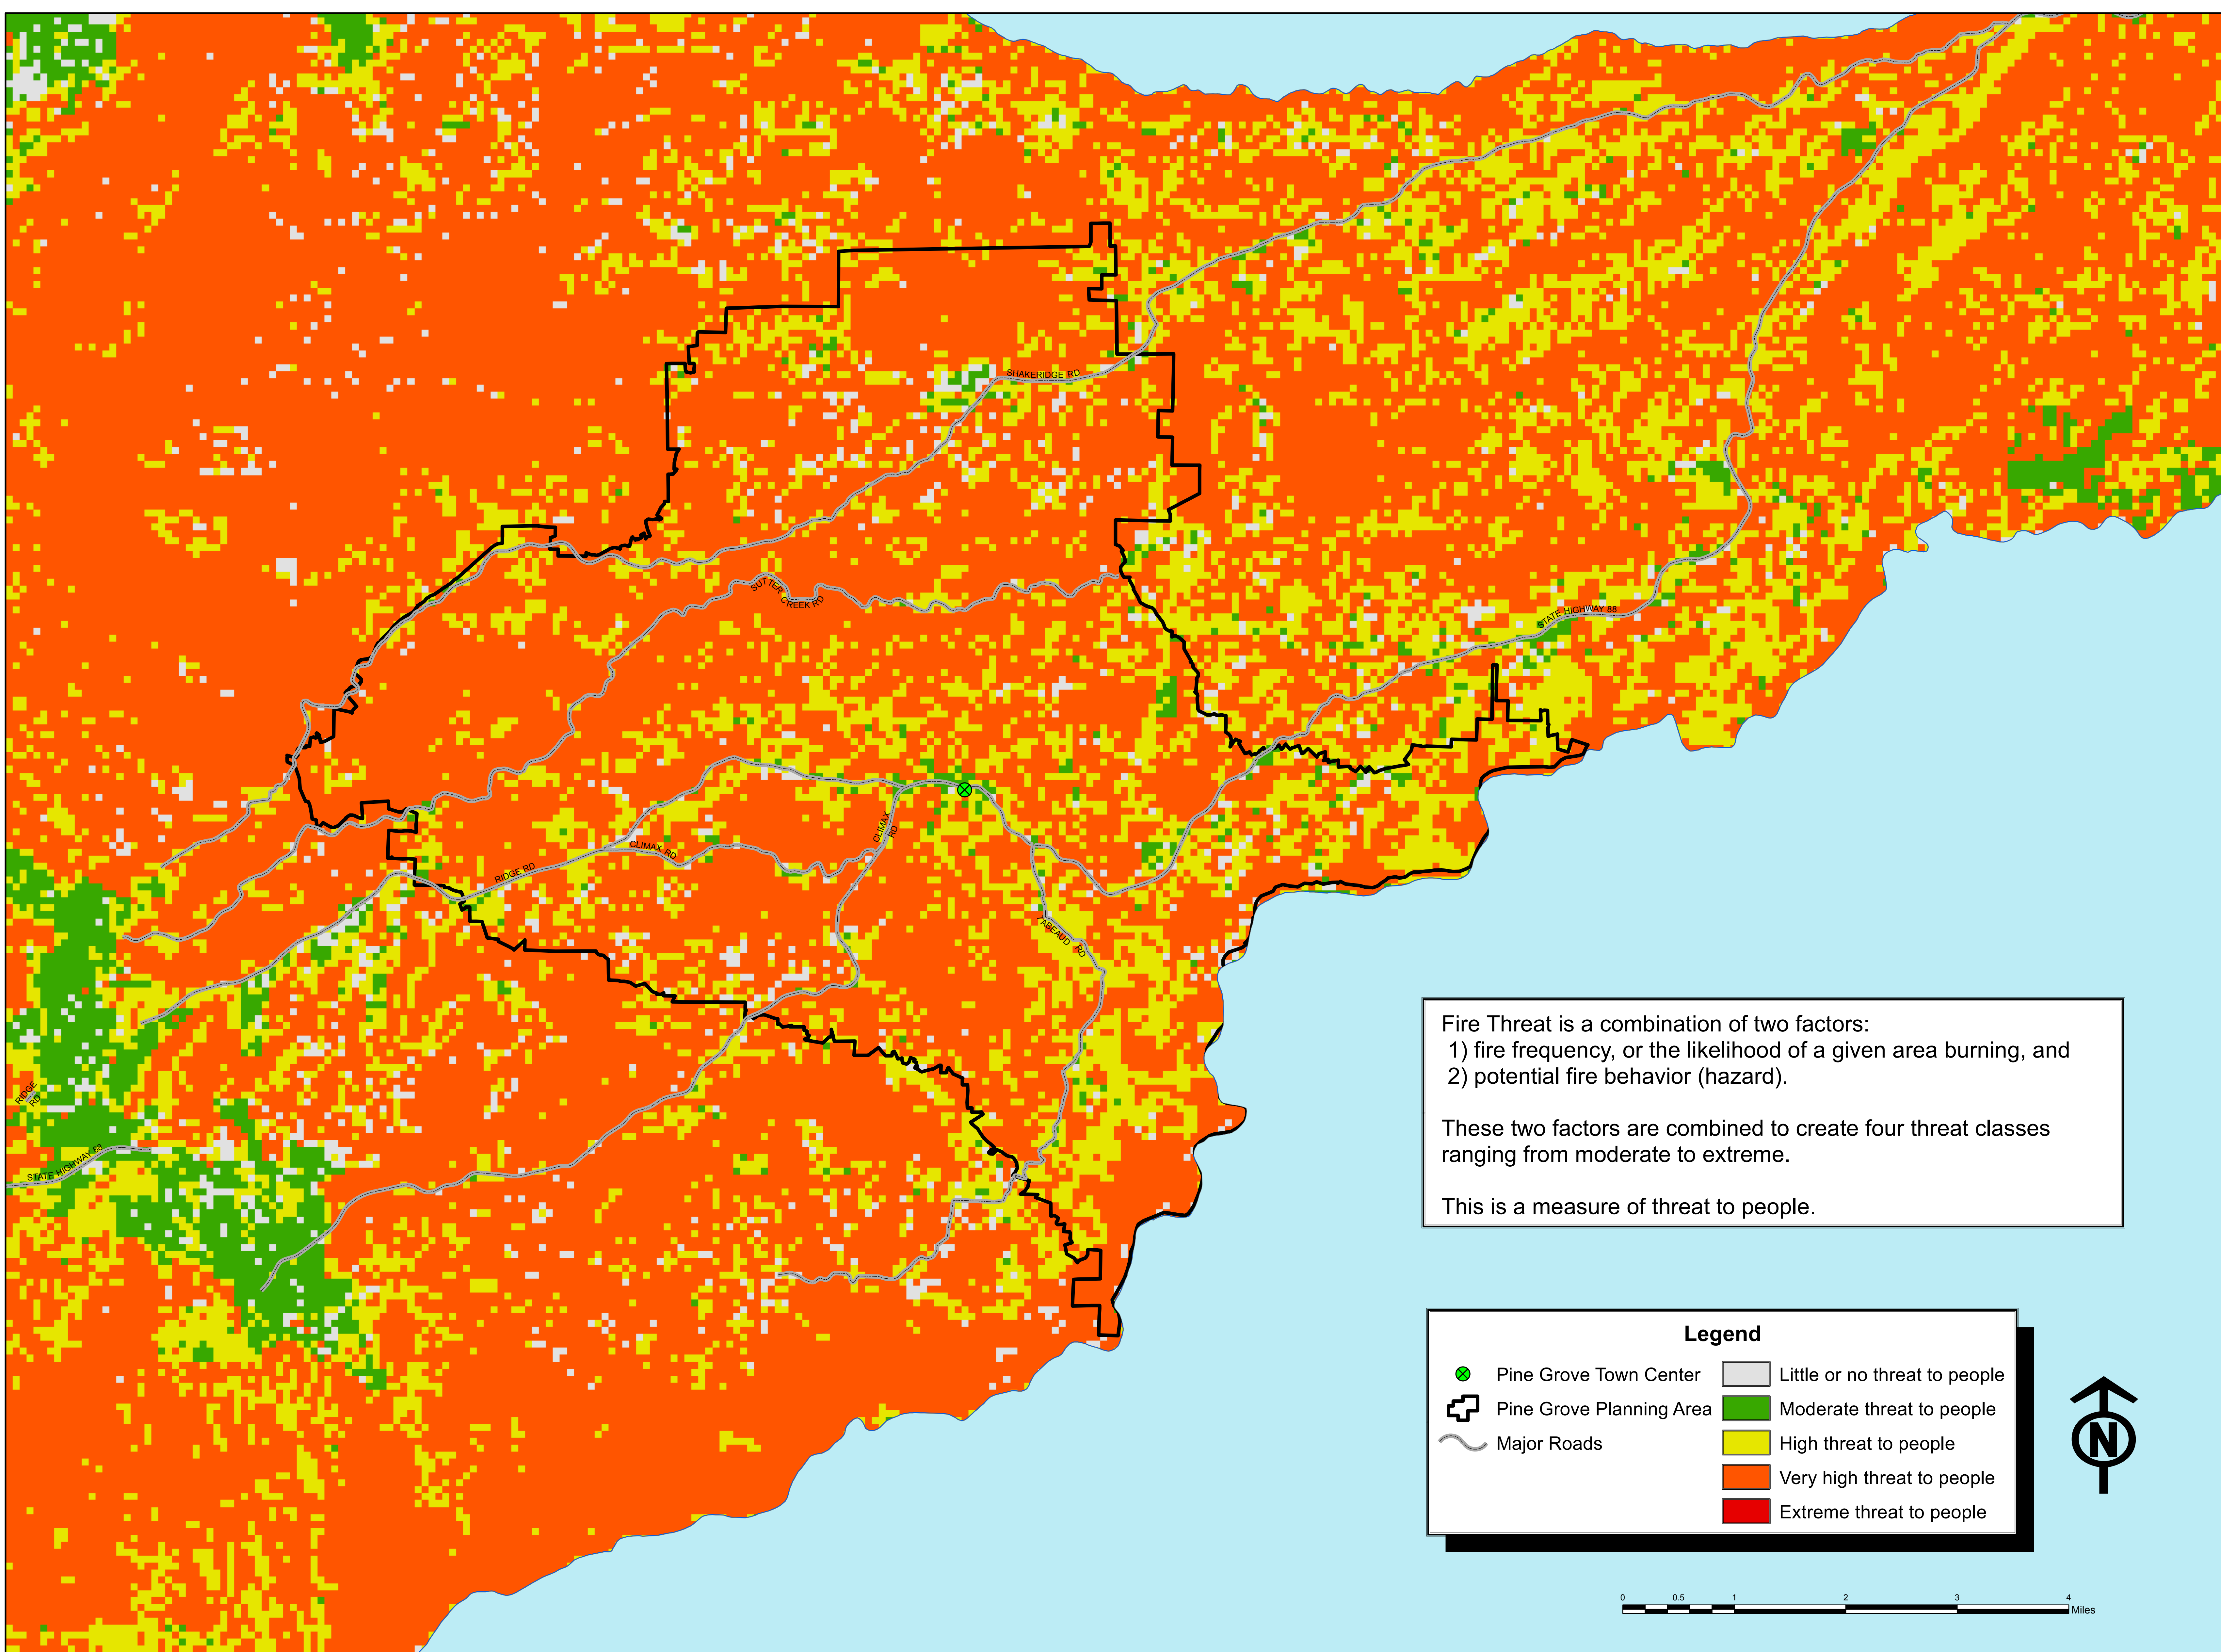 SHAKERIDGE RD
SUTTER CREEK RD
STATE HIGHWAY 88
CLIMAX RD
CLIMAX RD
RIDGE RD
TABEAUD RD
RIDGE RD
STATE HIGHWAY 88
Fire Threat is a combination of two factors:
1) fire frequency, or the likelihood of a given area burning, and
2) potential fire behavior (hazard).
These two factors are combined to create four threat classes
ranging from moderate to extreme.
This is a measure of threat to people.
Legend
Pine Grove Town Center
Pine Grove Planning Area
Major Roads
Little or no threat to people
Moderate threat to people
High threat to people
Very high threat to people
Extreme threat to people
N
0 0.5 1 2 3 4
Miles